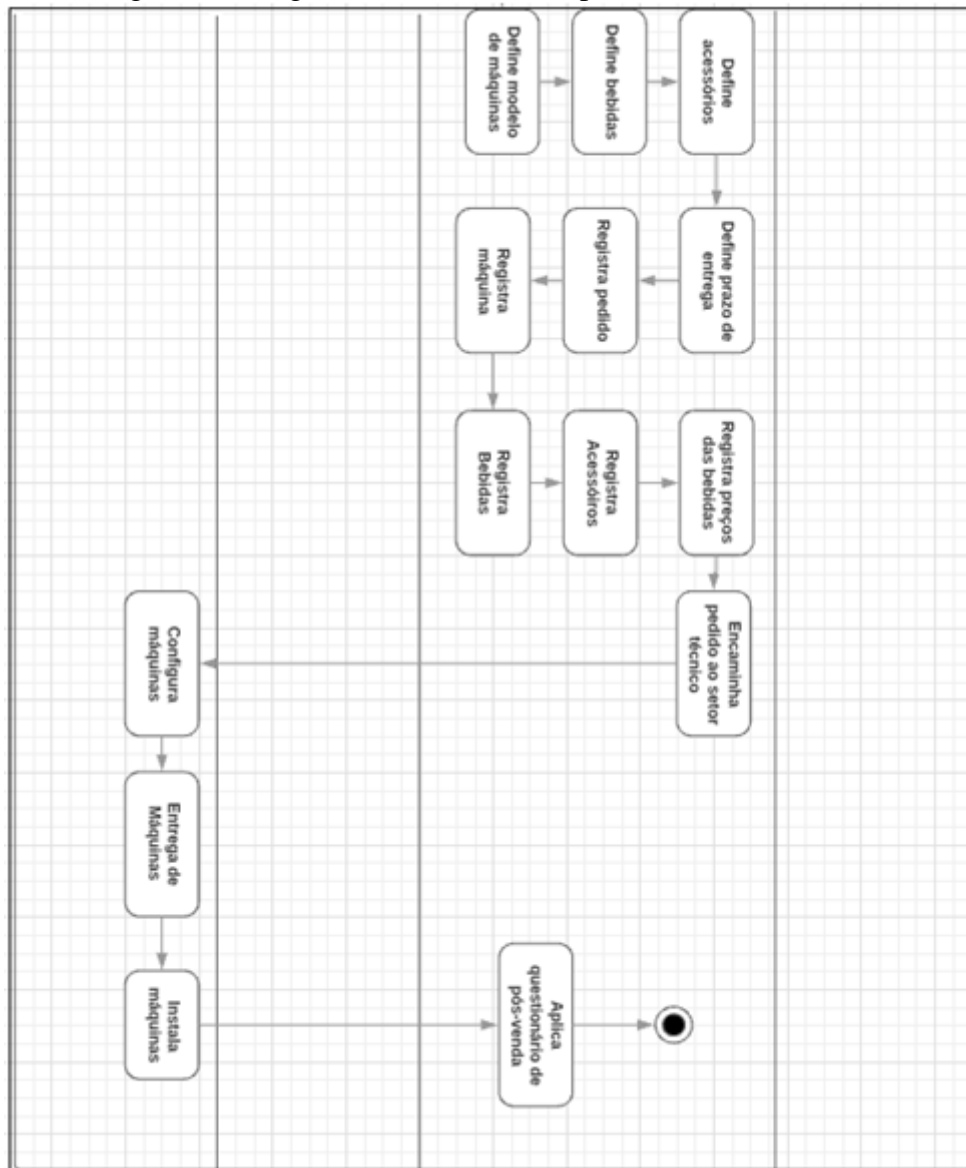 Define modelo
de máquinas
Define bebidas
Define
acessórios
Define prazo de
entrega
Registra pedido
Registra
máquina
Registra
Bebidas
Registra
Acessóiros
Registra preços
das bebidas
Encaminha
pedido ao setor
técnico
Configura
máquinas
Entrega de
Máquinas
Instala
máquinas
Aplica
questionário de
pós-venda